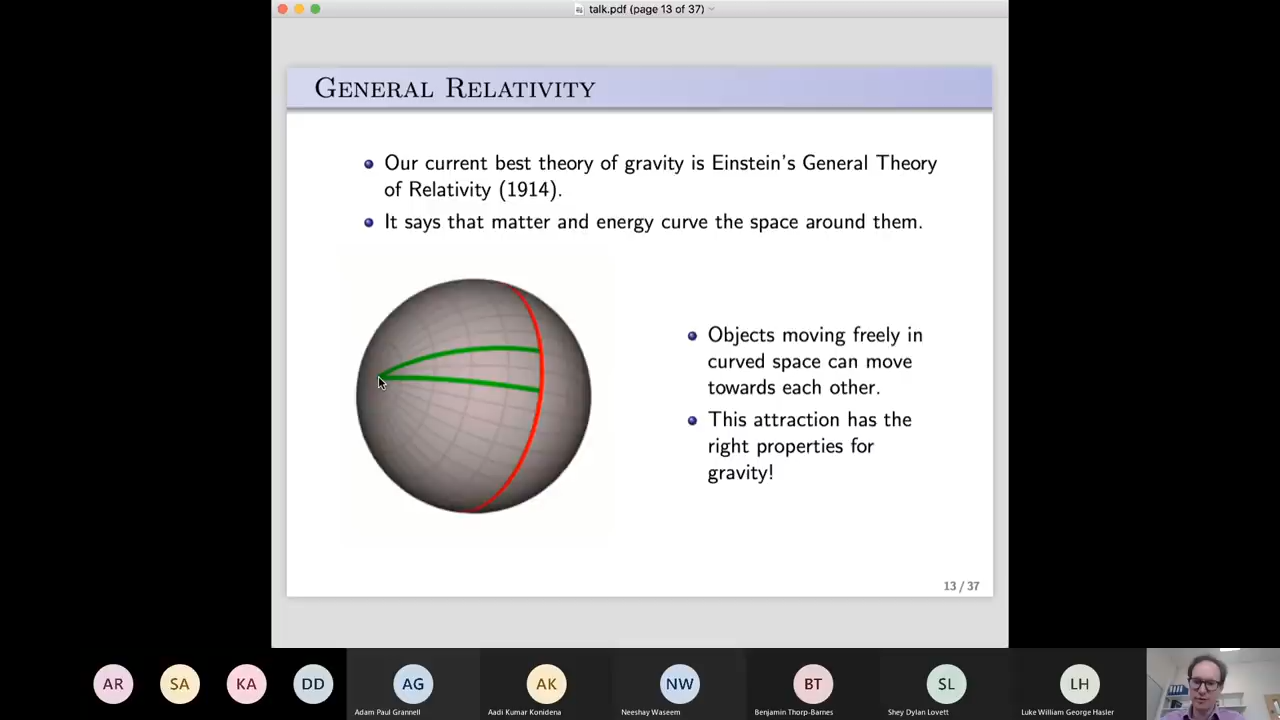 talk.pdf (page 13 of 37)
General Relativity
Our current best theory of gravity is Einstein's General Theory
of Relativity (1914).
It says that matter and energy curve the space around them.
Objects moving freely in
curved space can move
towards each other.
This attraction has the
right properties for
gravity!
13 / 37
AR
SA
KA
DD
AG
AK
NW
BT
SL
LH
Adam Paul Grannell
Aadi Kumar Konidena
Neeshay Waseem
Benjamin Thorp-Barnes
Shey Dylan Lovett
Luke William George Hasler